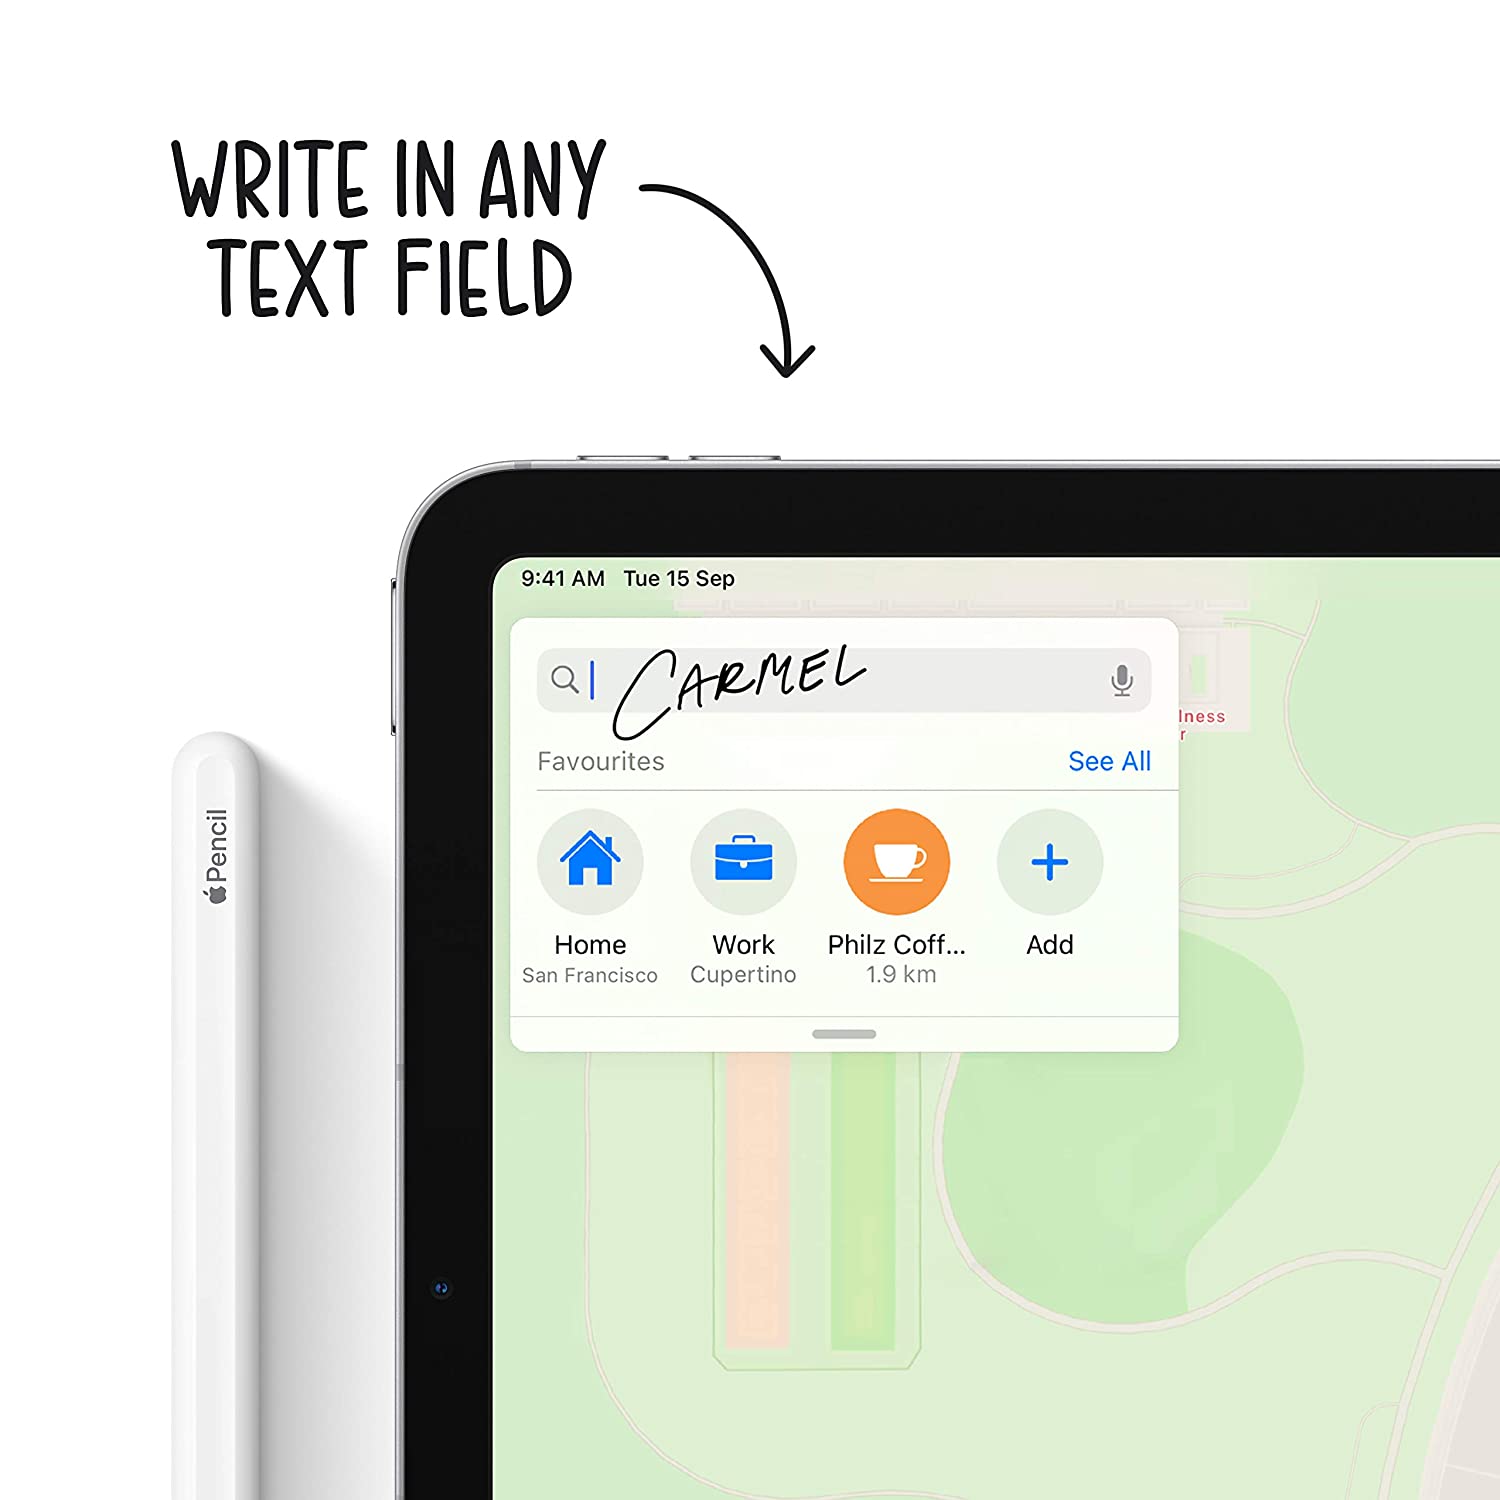 WRITE IN ANY
TEXT FIELD
9:41 AM Tue 15 Sep
CARMEL
lness
r
Favourites
See All
Home
Work
Philz Coff...
Add
San Francisco
Cupertino
1.9 km
Pencil